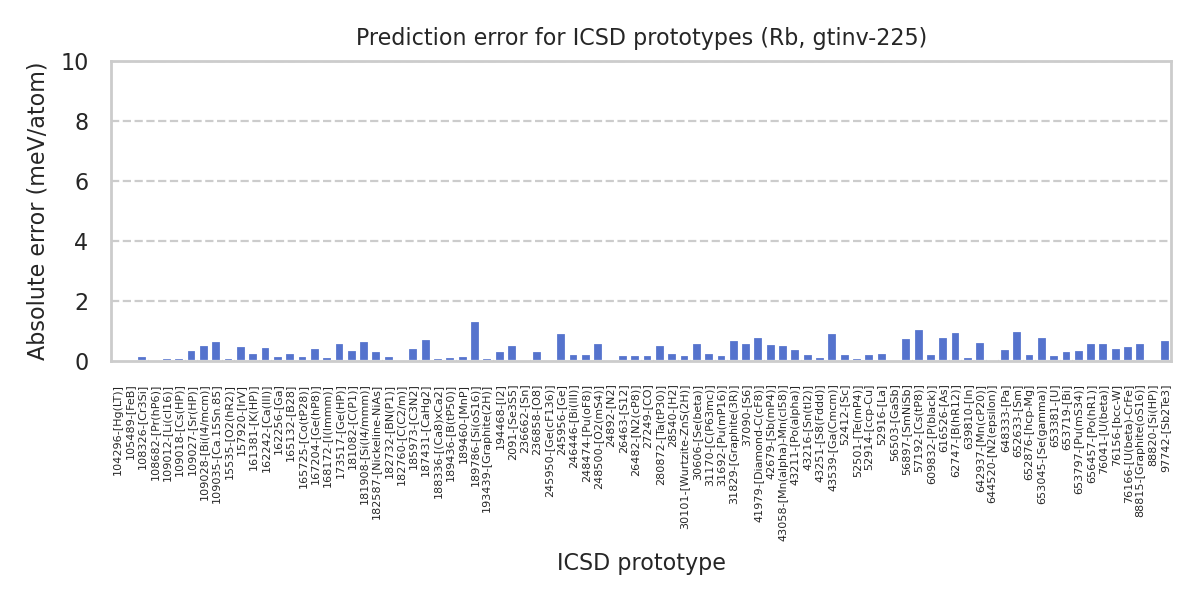 Prediction error for ICSD prototypes (Rb, gtinv-225)
Absolute error (meV/atom)
10
8
6
4
2
0
104296-[Hg(LT)]
105489-[FeB]
108326-[Cr3Si]
108682-[Pr(hP6)]
109012-[Li(cI16)]
109018-[Cs(HP)]
109027-[Sr(HP)]
109028-[Bi(I4/mcm)]
109035-[Ca.15Sn.85]
15535-[O2(hR2)]
157920-[IrV]
161381-[K(HP)]
162242-[Ca(III)]
162256-[Ga]
165132-[B28]
165725-[Co(tP28)]
167204-[Ge(hP8)]
168172-[I(Immm)]
173517-[Ge(HP)]
181082-[C(P1)]
181908-[Si(I4/mmm)]
182587-[Nickeline-NiAs]
182732-[BN(P1)]
182760-[C(C2/m)]
185973-[C3N2]
187431-[CaHg2]
188336-[(Ca8)xCa2]
189436-[B(tP50)]
189460-[MnP]
189786-[Si(oS16)]
193439-[Graphite(2H)]
194468-[I2]
2091-[Se3S5]
236662-[Sn]
236858-[O8]
245950-[Ge(cF136)]
245956-[Ge]
246446-[Bi(III)]
248474-[Pu(oF8)]
248500-[O2(mS4)]
24892-[N2]
26463-[S12]
26482-[N2(cP8)]
27249-[CO]
280872-[Ta(tP30)]
28540-[H2]
30101-[Wurtzite-ZnS(2H)]
30606-[Se(beta)]
31170-[C(P63mc)]
31692-[Pu(mP16)]
31829-[Graphite(3R)]
37090-[S6]
41979-[Diamond-C(cF8)]
42679-[Sb(mP4)]
43058-[Mn(alpha)-Mn(cI58)]
43211-[Po(alpha)]
43216-[Sn(tI2)]
43251-[S8(Fddd)]
43539-[Ga(Cmcm)]
52412-[Sc]
52501-[Te(mP4)]
52914-[fcc-Cu]
52916-[La]
56503-[GaSb]
56897-[SmNiSb]
57192-[Cs(tP8)]
609832-[P(black)]
616526-[As]
62747-[B(hR12)]
639810-[In]
642937-[Mn(cP20)]
644520-[N2(epsilon)]
648333-[Pa]
652633-[Sm]
652876-[hcp-Mg]
653045-[Se(gamma)]
653381-[U]
653719-[Bi]
653797-[Pu(mS34)]
656457-[Po(hR1)]
76041-[U(beta)]
76156-[bcc-W]
76166-[U(beta)-CrFe]
88815-[Graphite(oS16)]
88820-[Si(HP)]
97742-[Sb2Te3]
ICSD prototype